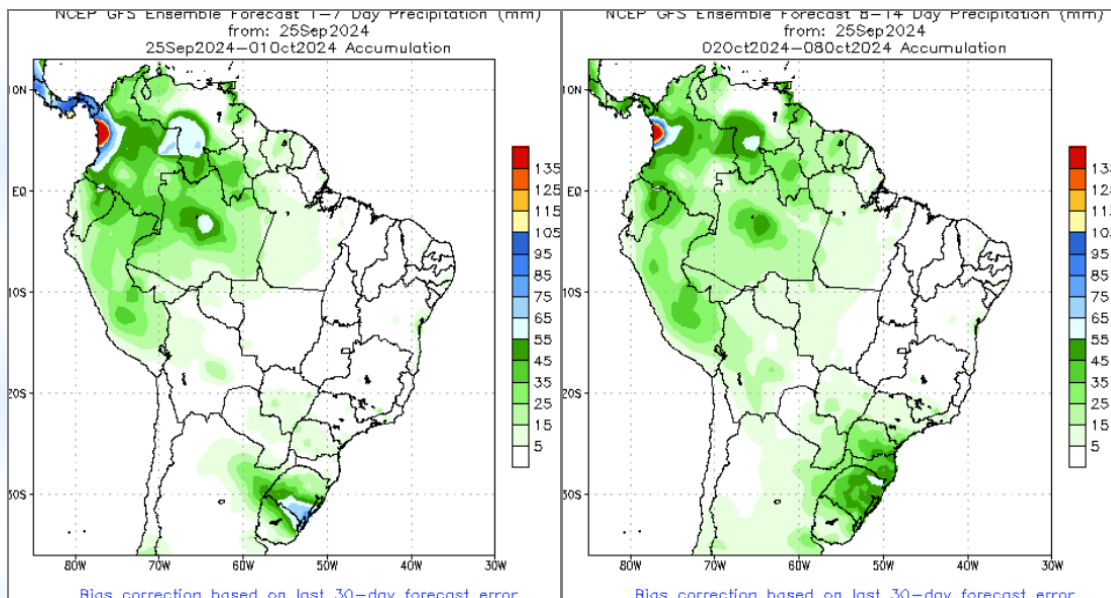 NCEP GFS Ensemble Forecast 1–7 Day Precipitation (mm)
from: 25Sep2024
25Sep2024–01Oct2024 Accumulation
10N
EQ
10S
20S
30S
80W
70W
60W
50W
40W
30W
135
125
115
105
95
85
75
65
55
45
35
25
15
5
Bias correction based on last 30–day forecast error
NCEP GFS Ensemble Forecast 8–14 Day Precipitation (mm)
from: 25Sep2024
02Oct2024–08Oct2024 Accumulation
10N
EQ
10S
20S
30S
80W
70W
60W
50W
40W
30W
135
125
115
105
95
85
75
65
55
45
35
25
15
5
Bias correction based on last 30–day forecast error